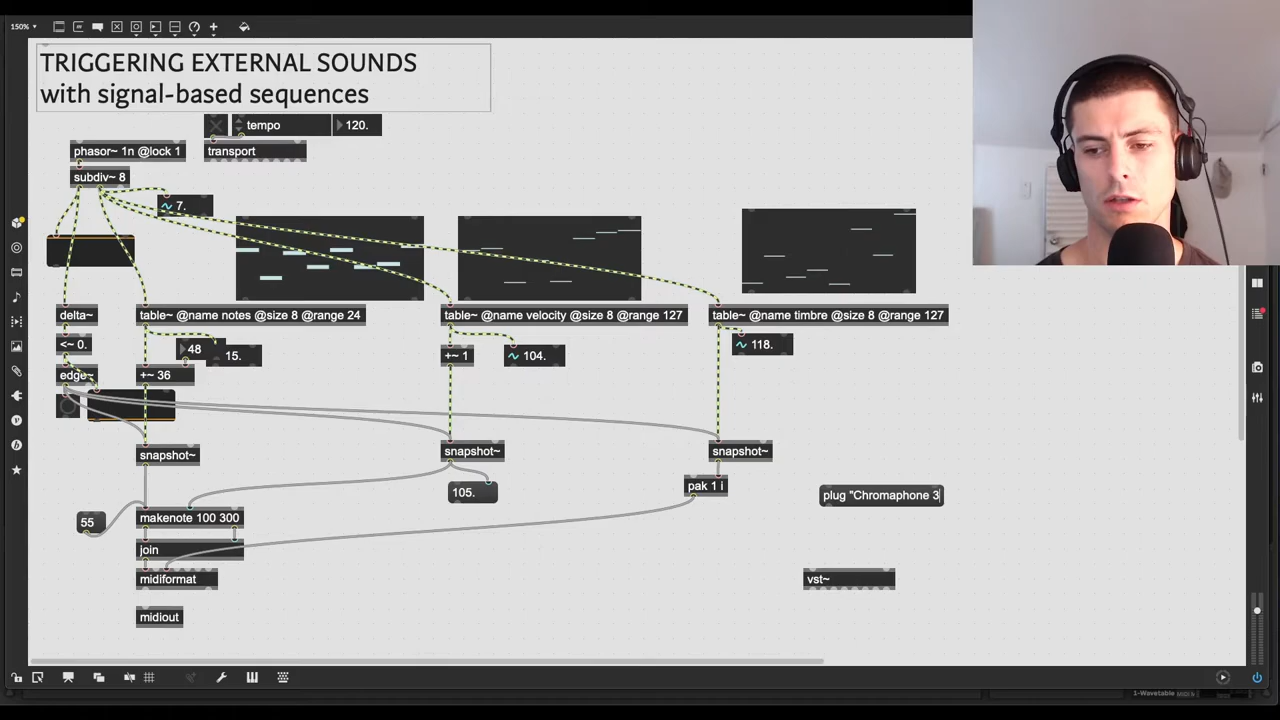 150%
TRIGGERING EXTERNAL SOUNDS
with signal-based sequences
tempo
120.
phasor~ 1n @lock 1
transport
subdiv~ 8
7.
delta~
table~ @name notes @size 8 @range 24
table~ @name velocity @size 8 @range 127
table~ @name timbre @size 8 @range 127
<~ 0.
48
15.
+~ 1
104.
118.
edge~
+~ 36
snapshot~
snapshot~
snapshot~
105.
pak 1 i
plug "Chromaphone 3
55
makenote 100 300
join
midiformat
vst~
midiout
1-Wavetable